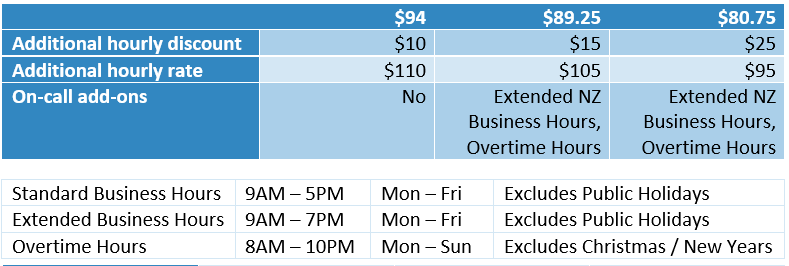 $94 $89.25 $80.75
Additional hourly discount $10 $15 $25
Additional hourly rate $110 $105 $95
On-call add-ons No Extended NZ Extended NZ
Business Hours, Business Hours,
Overtime Hours Overtime Hours
Standard Business Hours 9AM – 5PM Mon – Fri Excludes Public Holidays
Extended Business Hours 9AM – 7PM Mon – Fri Excludes Public Holidays
Overtime Hours 8AM – 10PM Mon – Sun Excludes Christmas / New Years